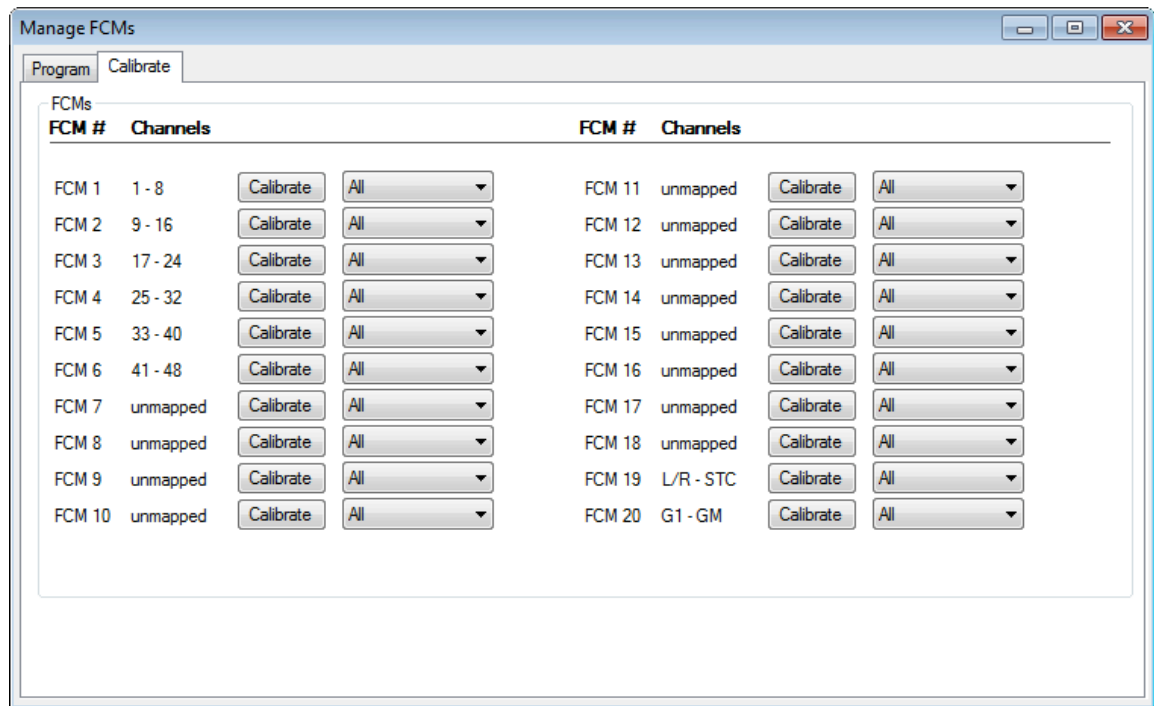 Manage FCMs
Program Calibrate
FCMs
FCM # Channels FCM # Channels
FCM 1 1 - 8 Calibrate All FCM 11 unmapped Calibrate All
FCM 2 9 - 16 Calibrate All FCM 12 unmapped Calibrate All
FCM 3 17 - 24 Calibrate All FCM 13 unmapped Calibrate All
FCM 4 25 - 32 Calibrate All FCM 14 unmapped Calibrate All
FCM 5 33 - 40 Calibrate All FCM 15 unmapped Calibrate All
FCM 6 41 - 48 Calibrate All FCM 16 unmapped Calibrate All
FCM 7 unmapped Calibrate All FCM 17 unmapped Calibrate All
FCM 8 unmapped Calibrate All FCM 18 unmapped Calibrate All
FCM 9 unmapped Calibrate All FCM 19 L/R - STC Calibrate All
FCM 10 unmapped Calibrate All FCM 20 G1 - GM Calibrate All